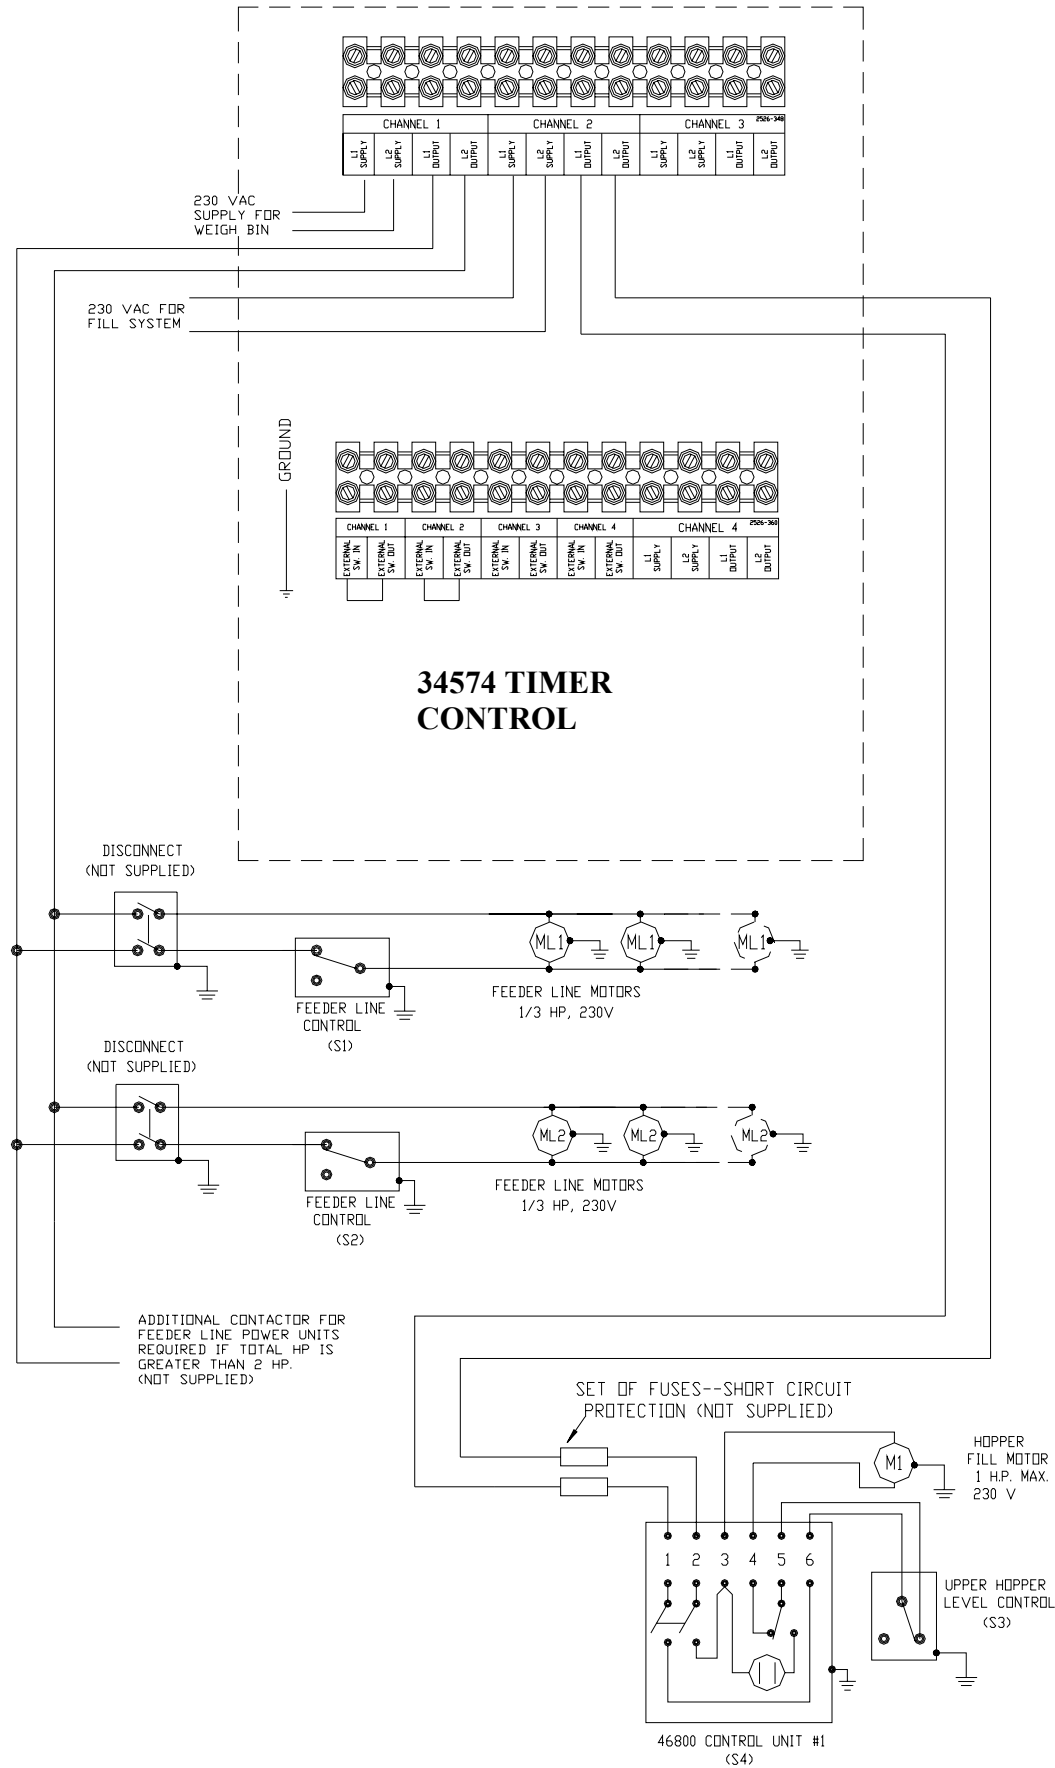 CHANNEL 1 CHANNEL 2 CHANNEL 3 2526-348
L1 SUPPLY
L2 SUPPLY
L1 OUTPUT
L2 OUTPUT
L1 SUPPLY
L2 SUPPLY
L1 OUTPUT
L2 OUTPUT
L1 SUPPLY
L2 SUPPLY
L1 OUTPUT
L2 OUTPUT
230 VAC
SUPPLY FOR
WEIGH BIN
230 VAC FOR
FILL SYSTEM
GROUND
CHANNEL 1 CHANNEL 2 CHANNEL 3 CHANNEL 4 CHANNEL 4 2526-360
EXTERNAL SW. IN
EXTERNAL SW. OUT
EXTERNAL SW. IN
EXTERNAL SW. OUT
EXTERNAL SW. IN
EXTERNAL SW. OUT
EXTERNAL SW. IN
EXTERNAL SW. OUT
L1 SUPPLY
L2 SUPPLY
L1 OUTPUT
L2 OUTPUT
34574 TIMER
CONTROL
DISCONNECT
(NOT SUPPLIED)
ML1 ML1 ML1
FEEDER LINE MOTORS
1/3 HP, 230V
FEEDER LINE
CONTROL
(S1)
DISCONNECT
(NOT SUPPLIED)
ML2 ML2 ML2
FEEDER LINE MOTORS
1/3 HP, 230V
FEEDER LINE
CONTROL
(S2)
ADDITIONAL CONTACTOR FOR
FEEDER LINE POWER UNITS
REQUIRED IF TOTAL HP IS
GREATER THAN 2 HP.
(NOT SUPPLIED)
SET OF FUSES--SHORT CIRCUIT
PROTECTION (NOT SUPPLIED)
M1
HOPPER
FILL MOTOR
1 H.P. MAX.
230 V
1 2 3 4 5 6
UPPER HOPPER
LEVEL CONTROL
(S3)
46800 CONTROL UNIT #1
(S4)